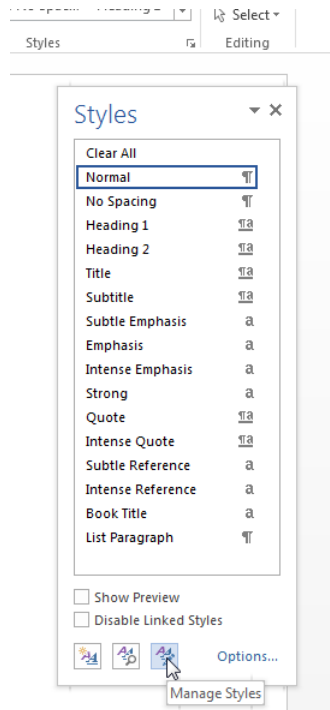 Select
Styles
Editing
Styles
Clear All
Normal
No Spacing
Heading 1
Heading 2
Title
Subtitle
Subtle Emphasis
Emphasis
Intense Emphasis
Strong
Quote
Intense Quote
Subtle Reference
Intense Reference
Book Title
List Paragraph
Show Preview
Disable Linked Styles
Options...
Manage Styles